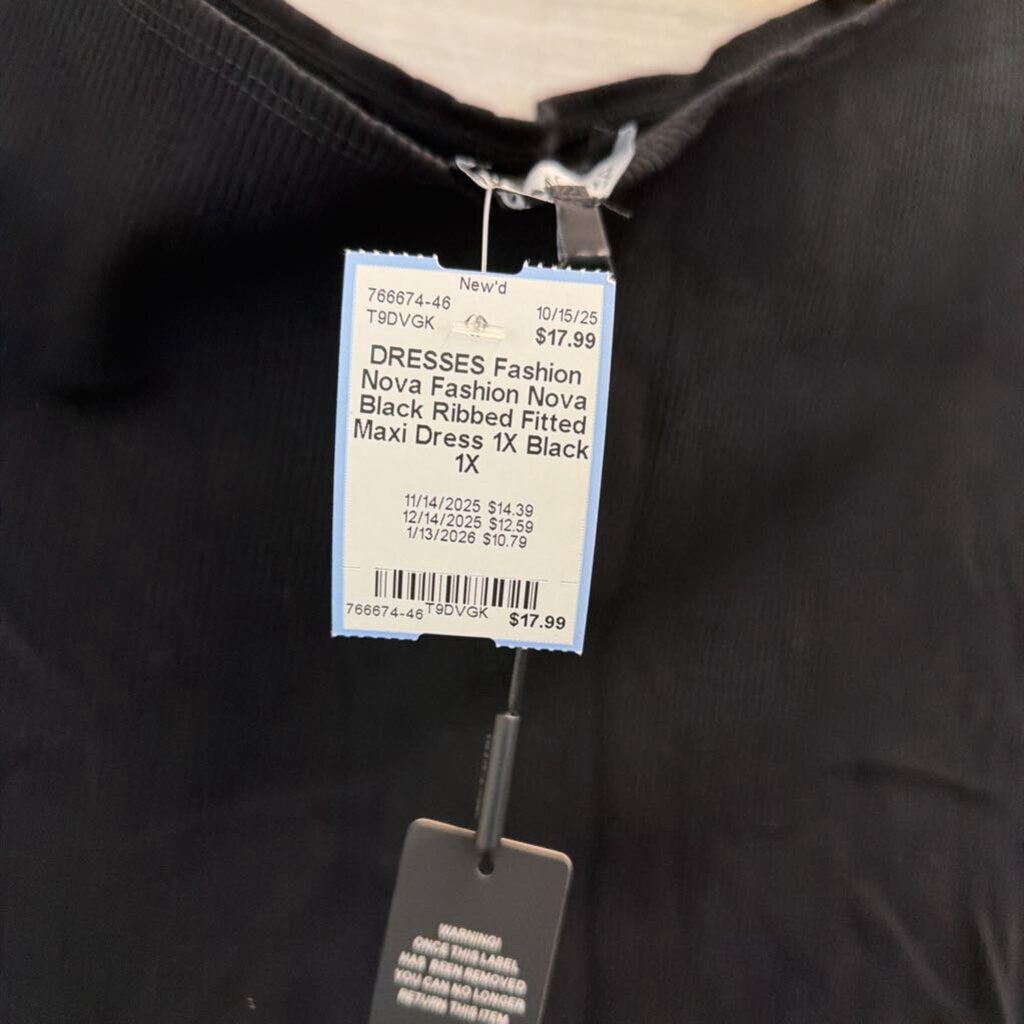 New'd
766674-46 10/15/25
T9DVGK $17.99
DRESSES Fashion
Nova Fashion Nova
Black Ribbed Fitted
Maxi Dress 1X Black
1X
11/14/2025 $14.39
12/14/2025 $12.59
1/13/2026 $10.79
766674-46 T9DVGK $17.99
WARNING!
ONCE THIS LABEL
HAS BEEN REMOVED
YOU CAN NO LONGER
RETURN THIS ITEM